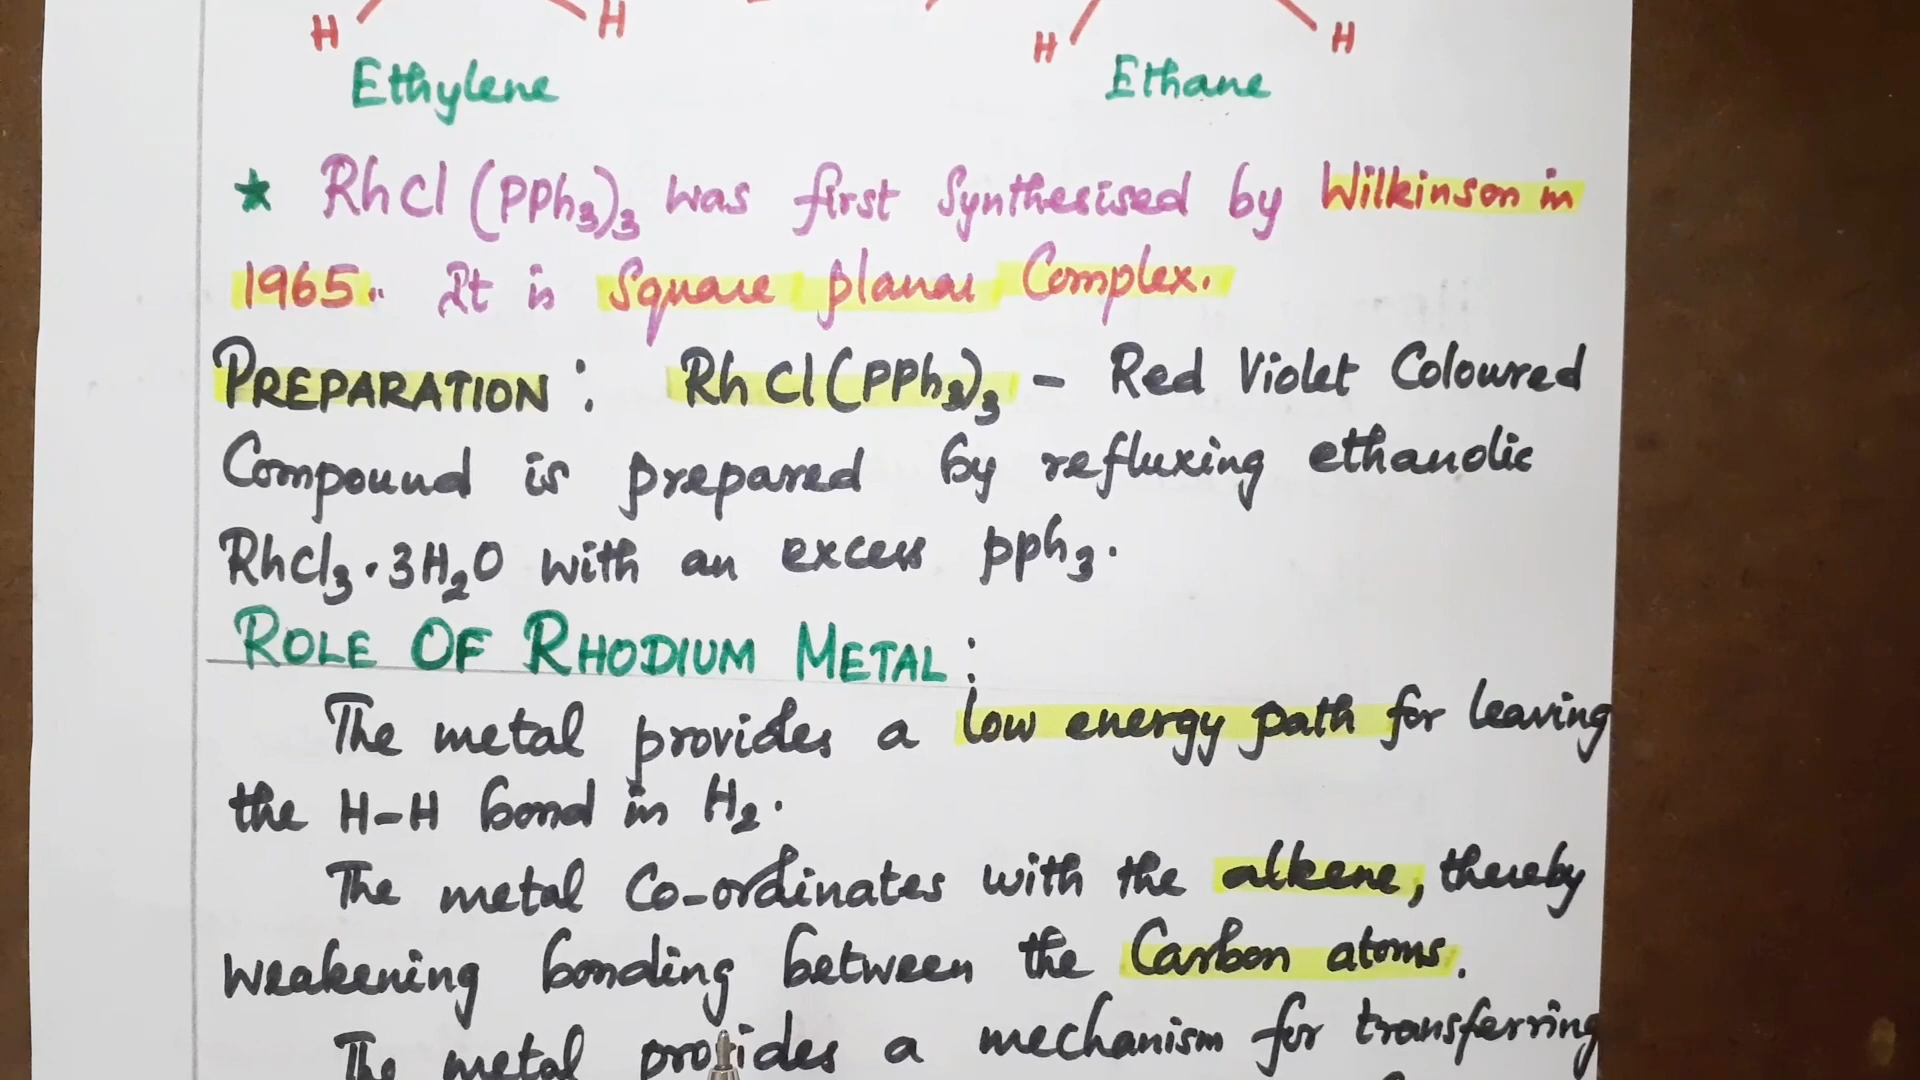 H H H H
Ethylene Ethane
★ RhCl (PPh₃)₃ was first synthesised by Wilkinson in
1965.. It is Square planar Complex.
PREPARATION : RhCl(PPh₃)₃ - Red Violet Coloured
Compound is prepared by refluxing ethanolic
RhCl₃·3H₂O with an excess pph₃.
ROLE OF RHODIUM METAL :
The metal provides a low energy path for leaving
the H-H bond in H₂.
The metal Co-ordinates with the alkene, thereby
weakening bonding between the Carbon atoms.
The metal provides a mechanism for transferring